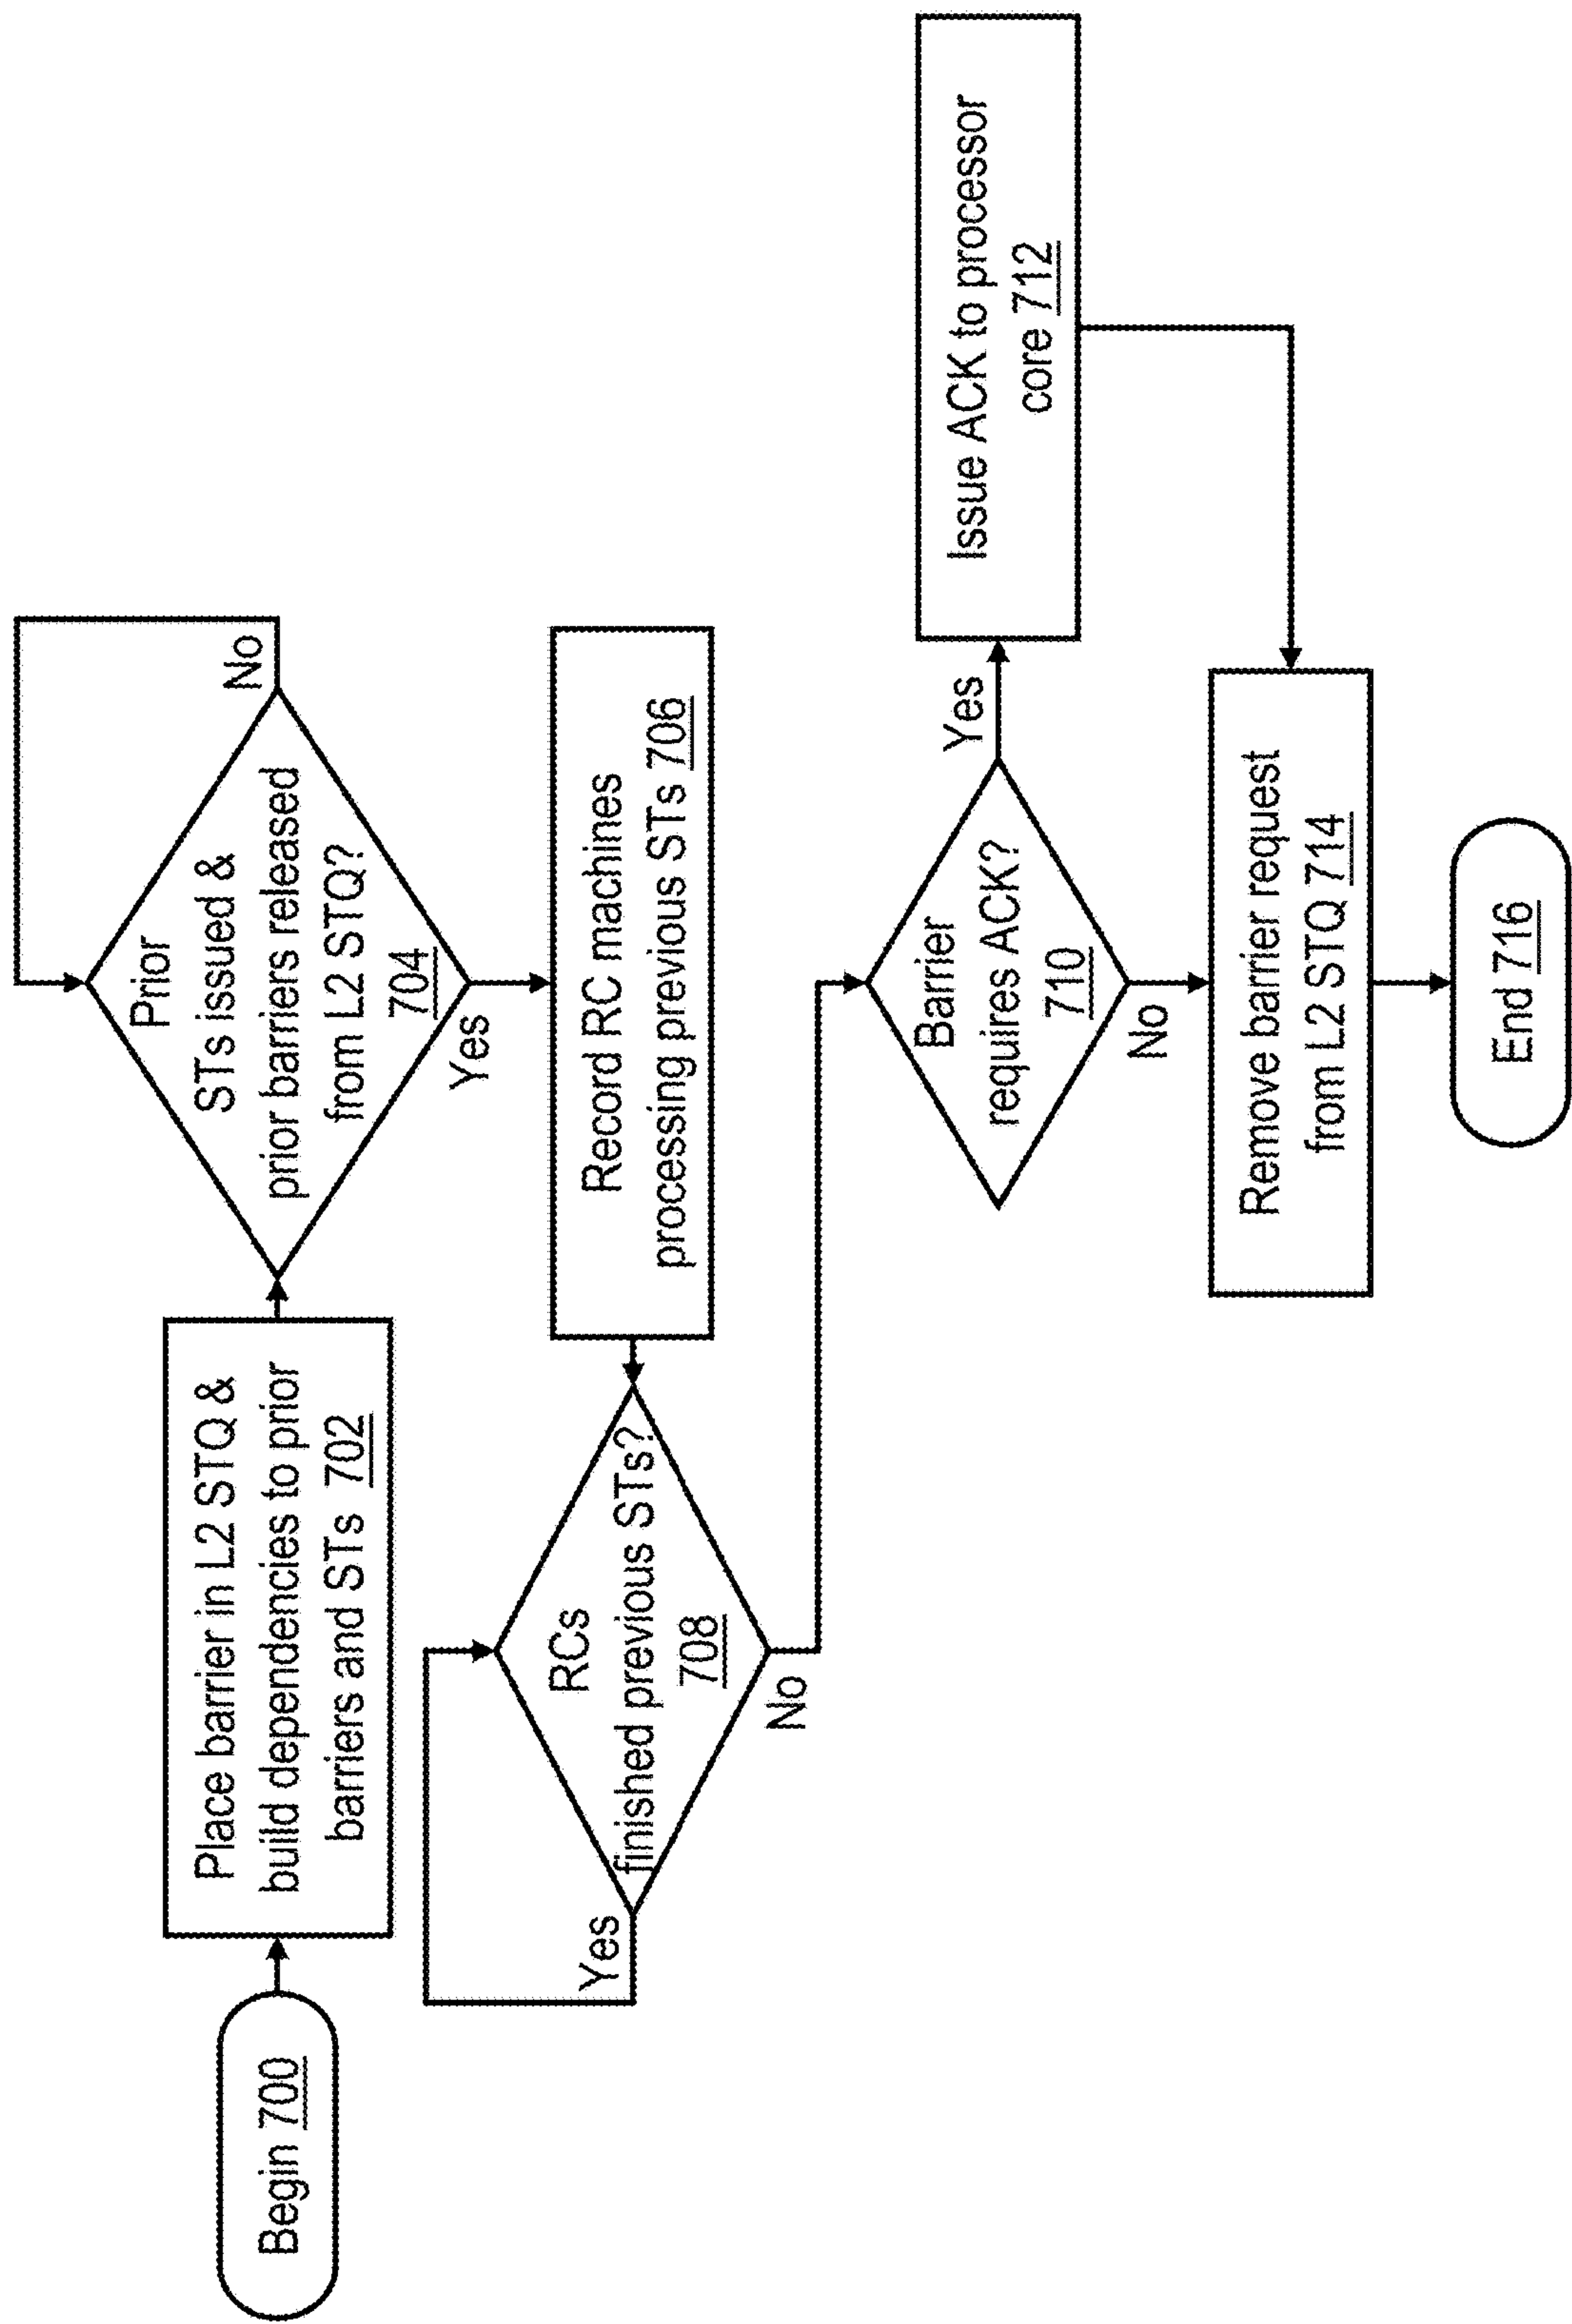 Begin 700
Place barrier in L2 STQ &
build dependencies to prior
barriers and STs 702
Prior
STs issued &
prior barriers released
from L2 STQ?
704
No
Yes
Record RC machines
processing previous STs 706
RCs
finished previous STs?
708
Yes
No
Barrier
requires ACK?
710
Yes
No
Issue ACK to processor
core 712
Remove barrier request
from L2 STQ 714
End 716